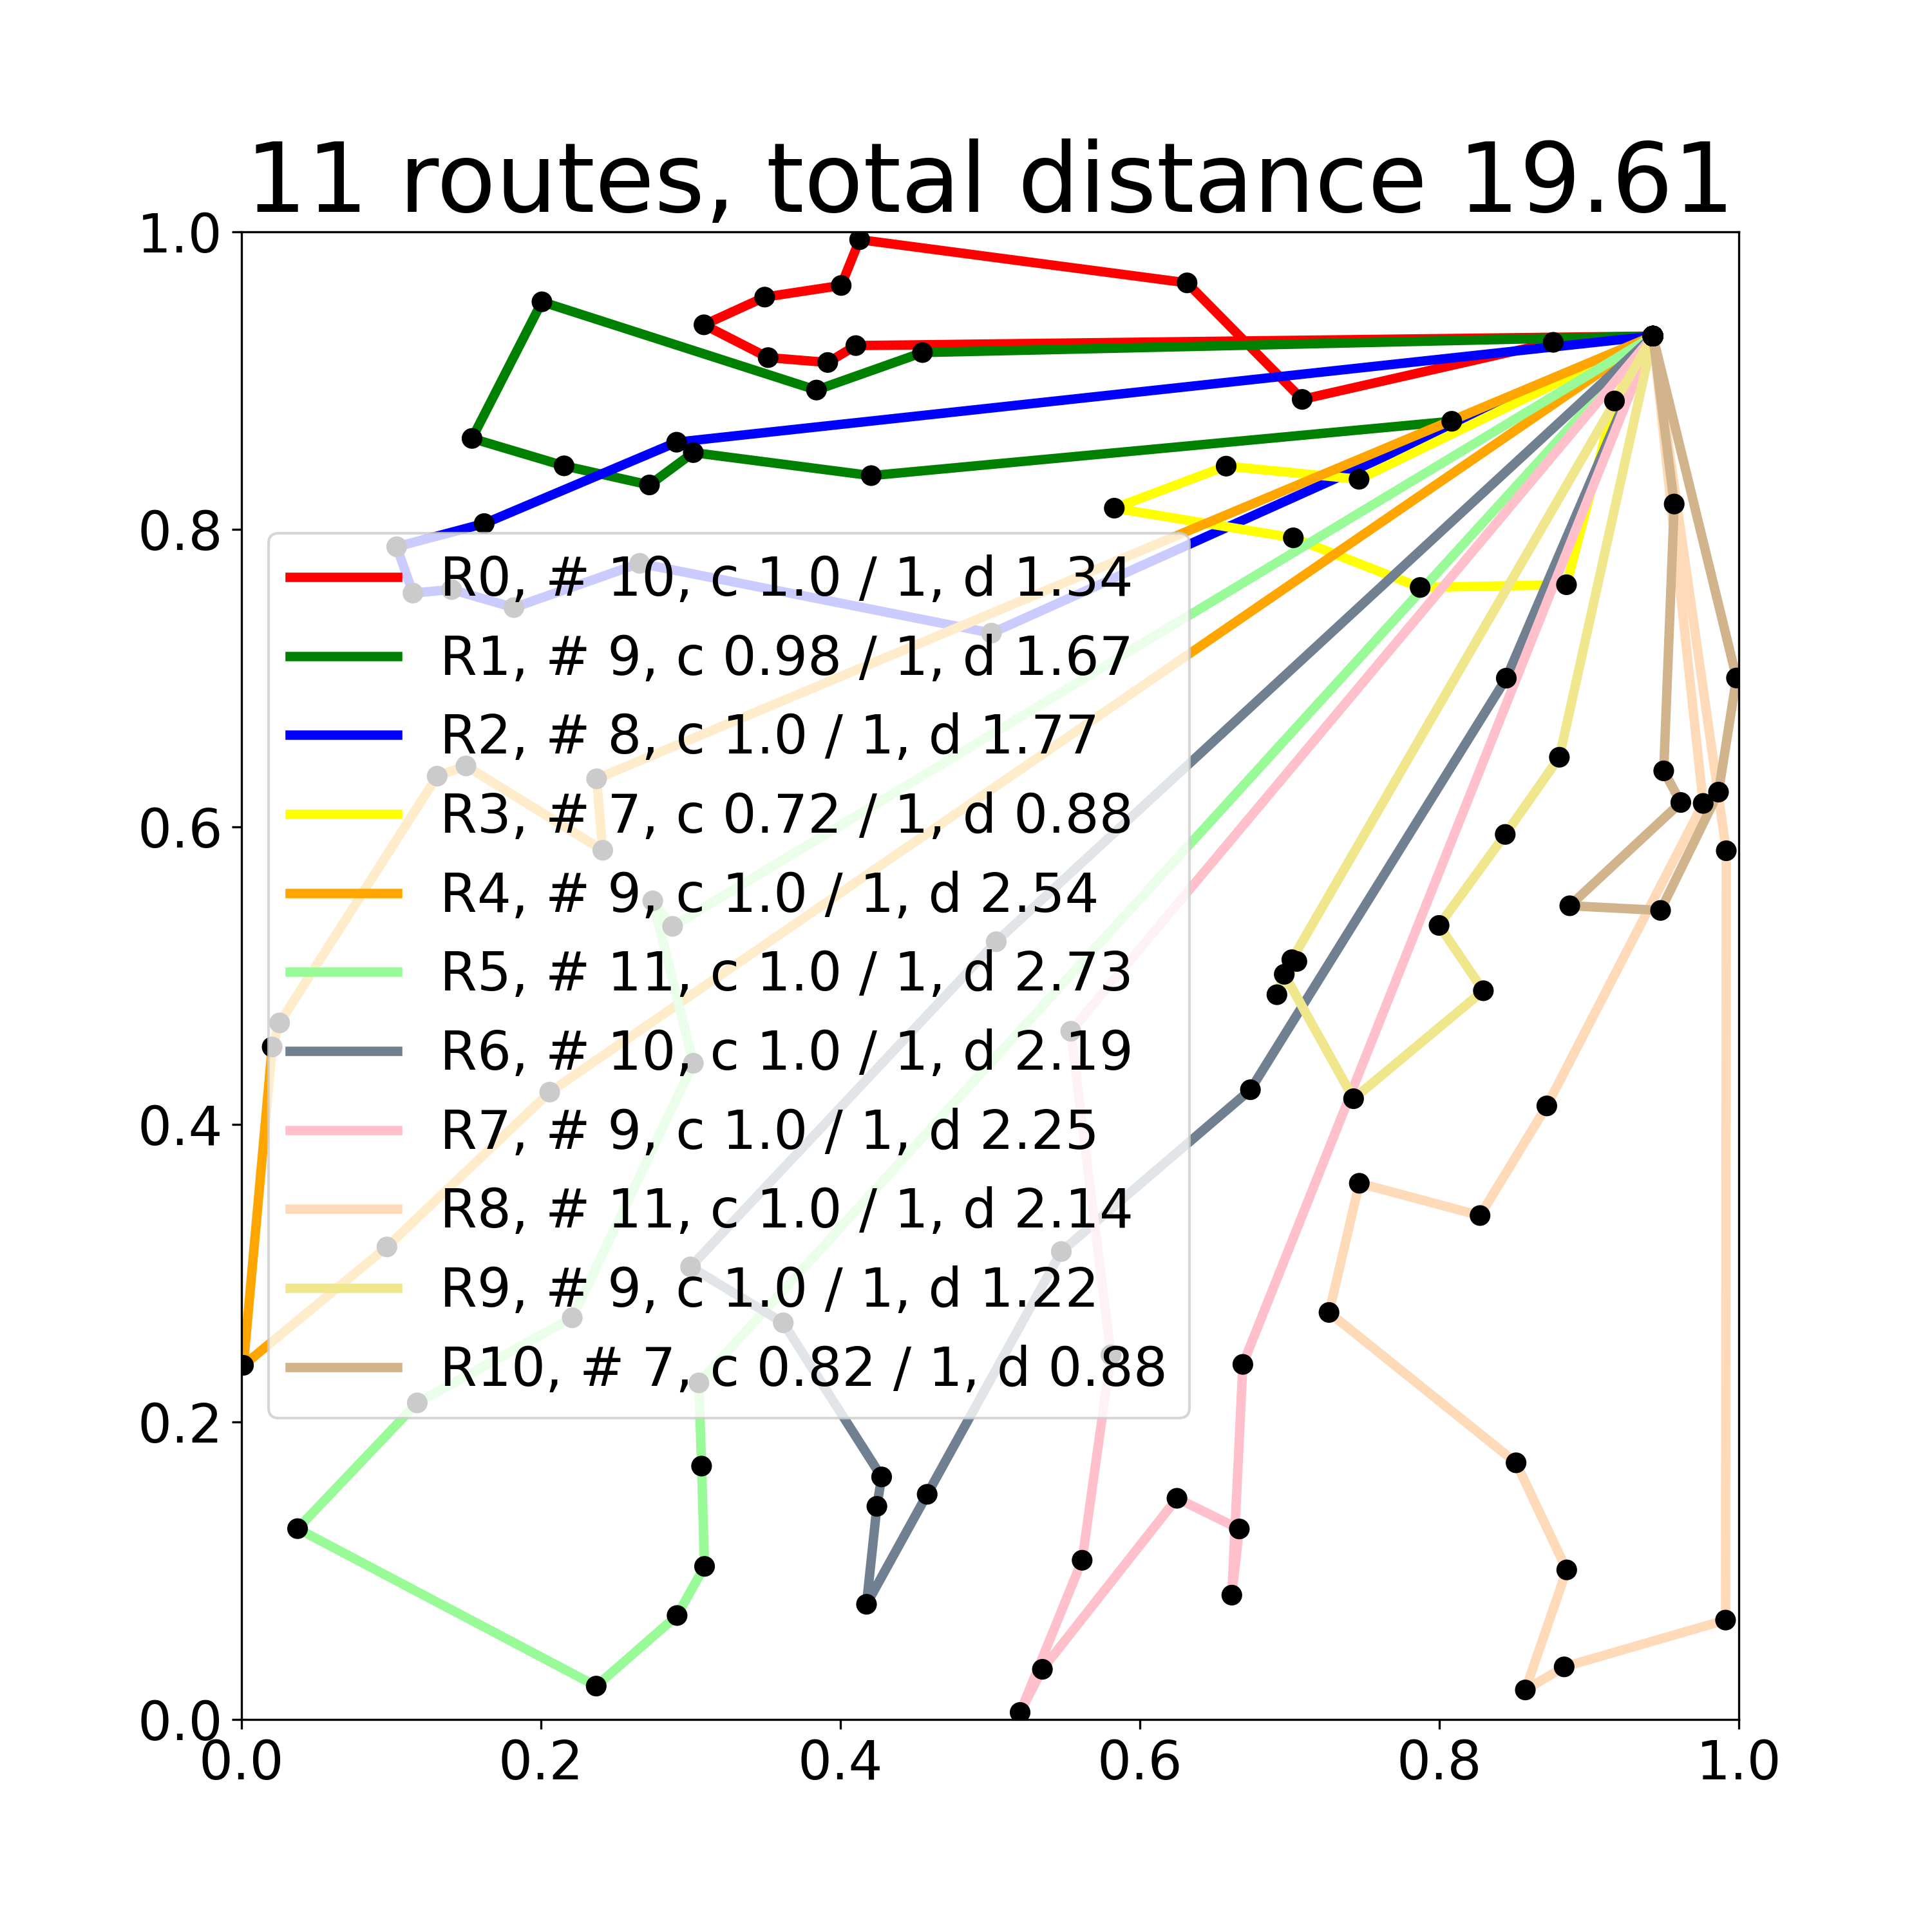 11 routes, total distance 19.61
1.0
0.8
0.6
0.4
0.2
0.0
R0, # 10, c 1.0 / 1, d 1.34
R1, # 9, c 0.98 / 1, d 1.67
R2, # 8, c 1.0 / 1, d 1.77
R3, # 7, c 0.72 / 1, d 0.88
R4, # 9, c 1.0 / 1, d 2.54
R5, # 11, c 1.0 / 1, d 2.73
R6, # 10, c 1.0 / 1, d 2.19
R7, # 9, c 1.0 / 1, d 2.25
R8, # 11, c 1.0 / 1, d 2.14
R9, # 9, c 1.0 / 1, d 1.22
R10, # 7, c 0.82 / 1, d 0.88
0.0 0.2 0.4 0.6 0.8 1.0